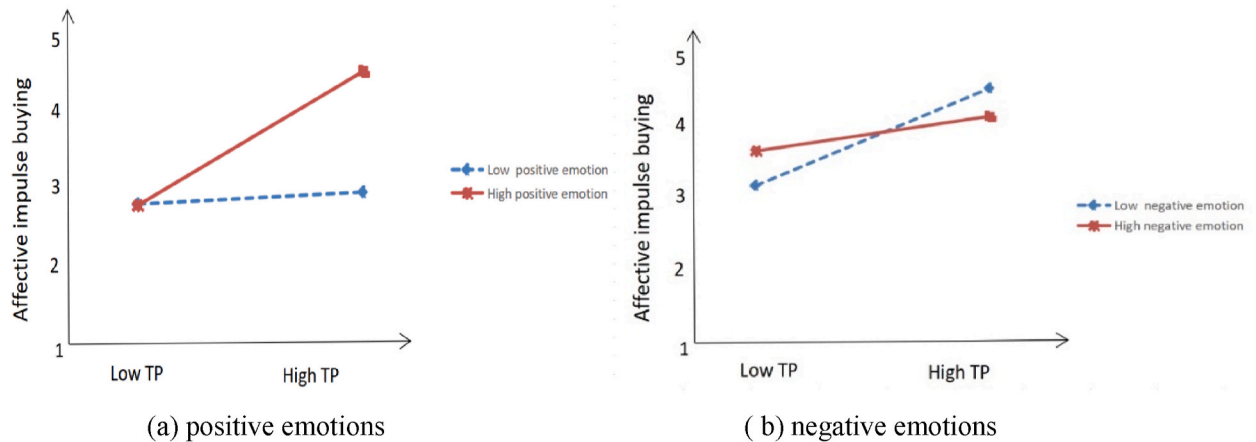 5
4
3
2
1
Affective impulse buying
Low TP
High TP
Low positive emotion
High positive emotion
(a) positive emotions
5
4
3
2
1
Affective impulse buying
Low TP
High TP
Low negative emotion
High negative emotion
( b) negative emotions